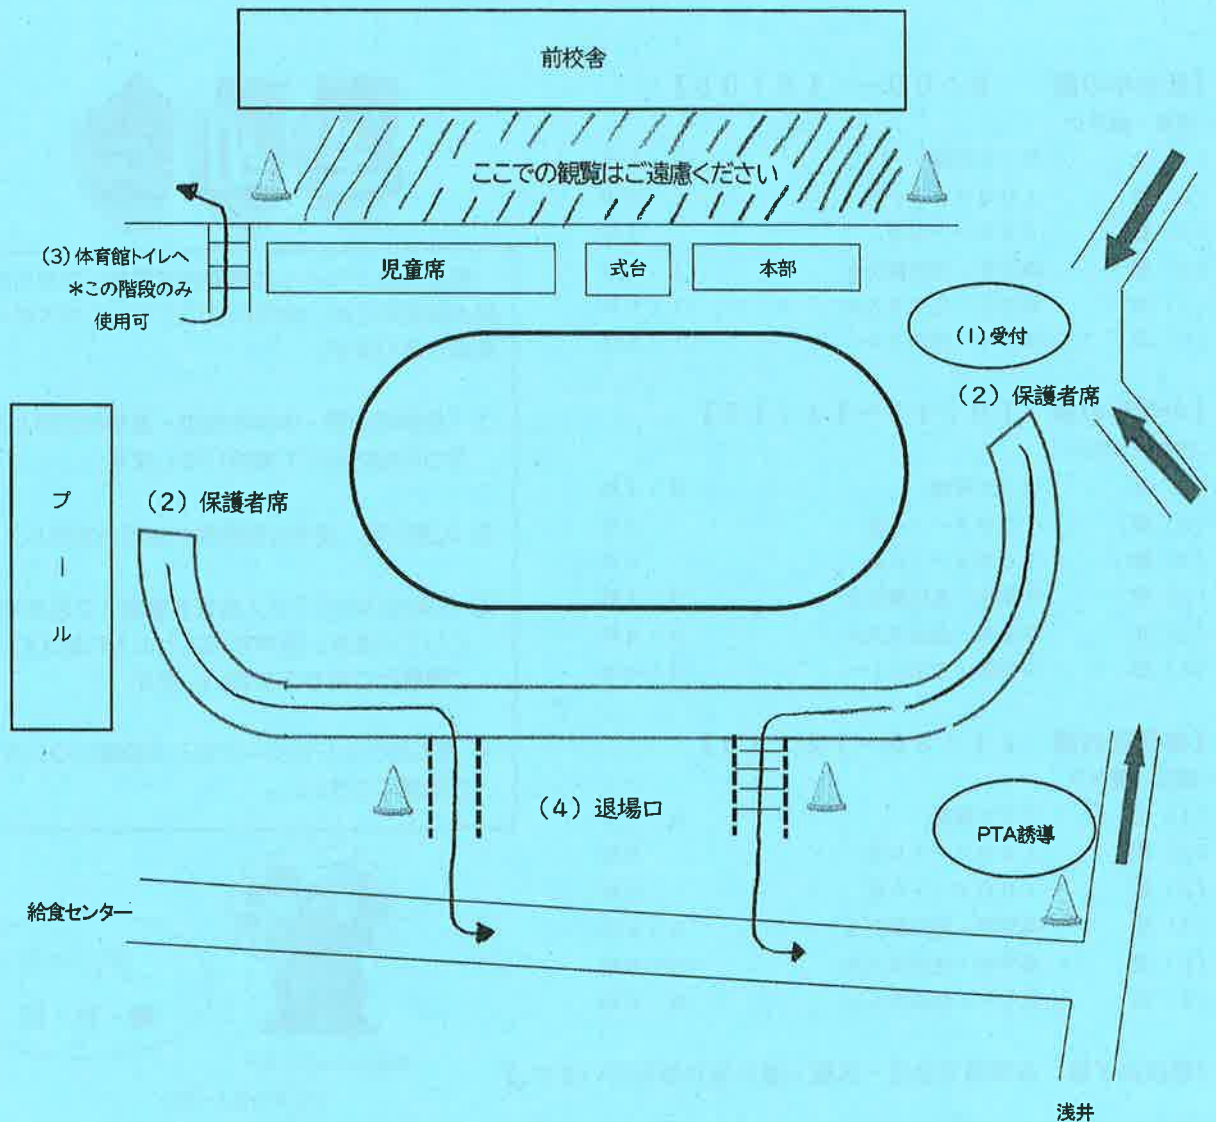 前校舎
ここでの観覧はご遠慮ください
(3)体育館トイレへ
*この階段のみ
使用可
児童席
式台
本部
(1)受付
(2)保護者席
プール
(2)保護者席
(4)退場口
PTA誘導
給食センター
浅井